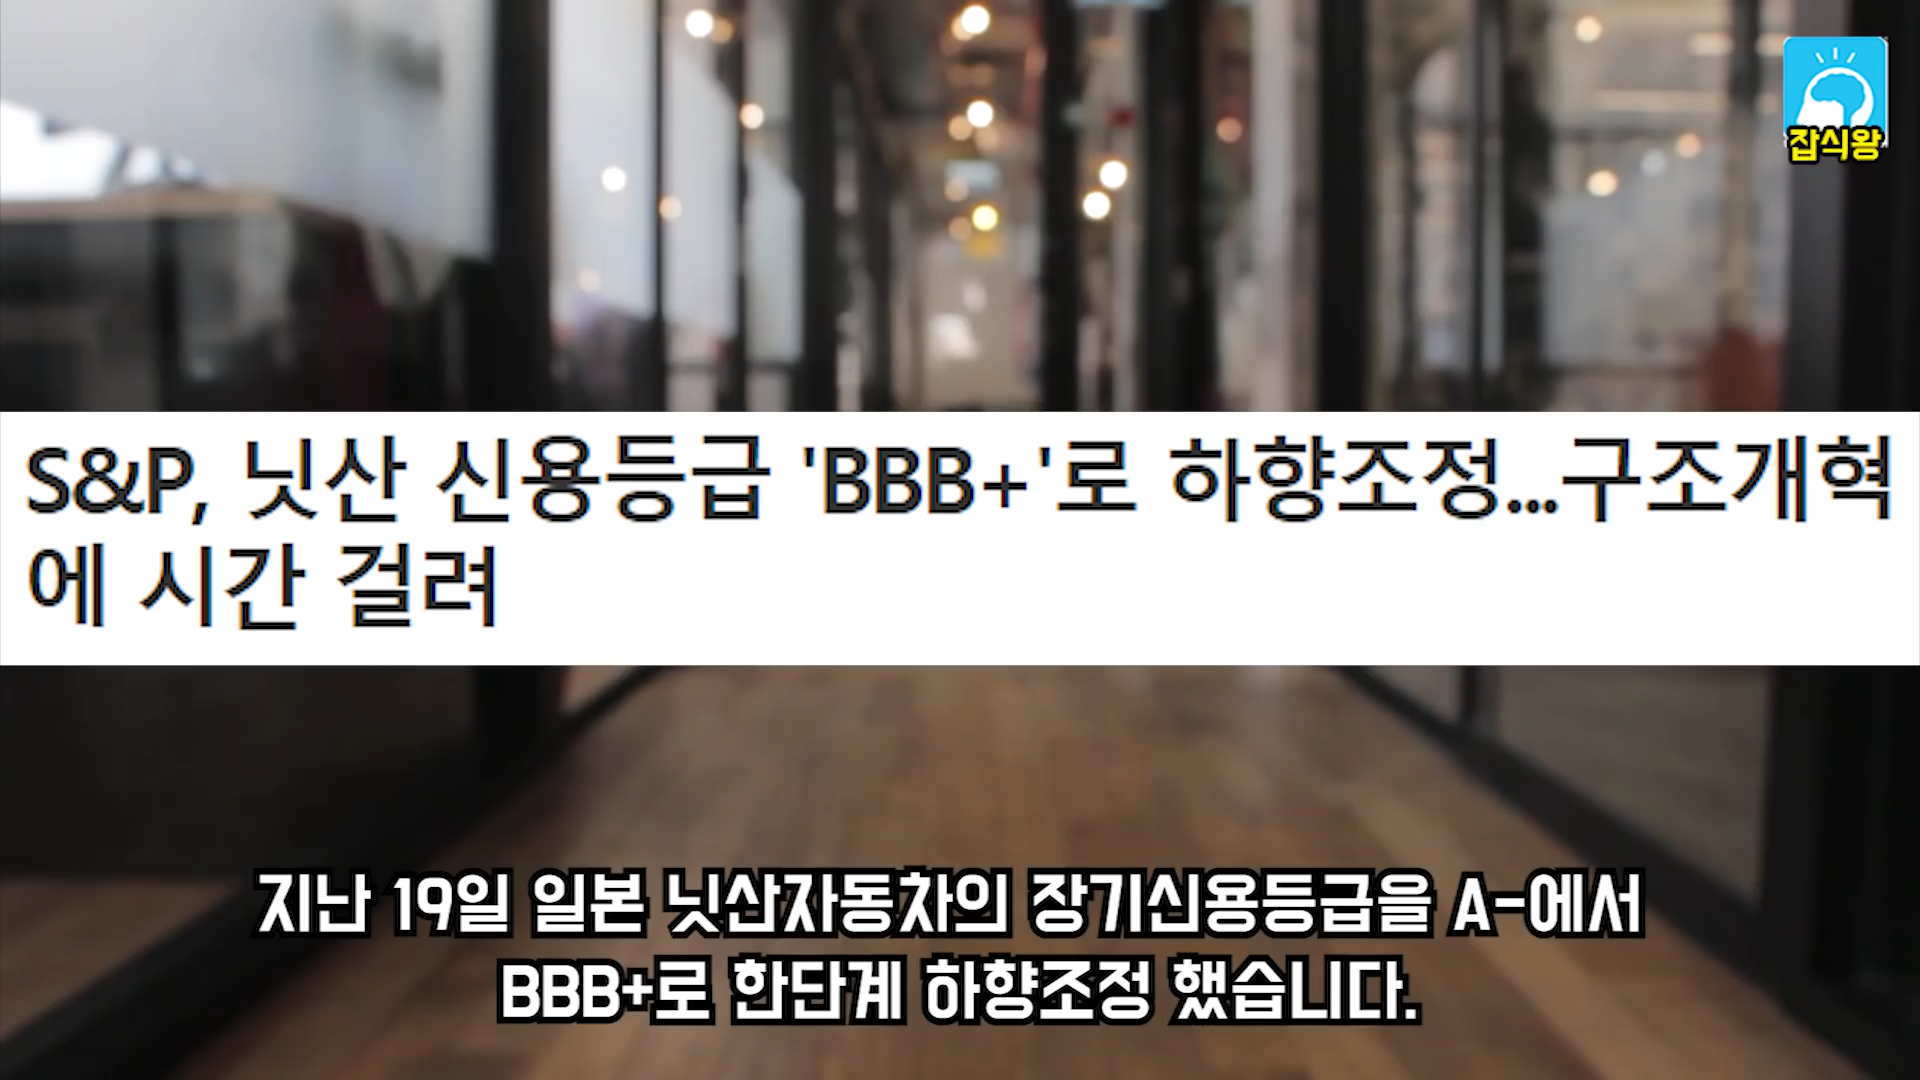 잡식왕
S&P, 닛산 신용등급 'BBB+'로 하향조정...구조개혁
에 시간 걸려
지난 19일 일본 닛산자동차의 장기신용등급을 A-에서
BBB+로 한단계 하향조정 했습니다.